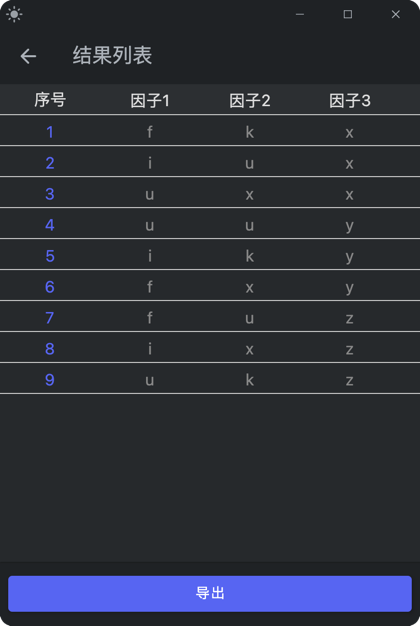 结果列表
序号 因子1 因子2 因子3
1 f k x
2 i u x
3 u x x
4 u u y
5 i k y
6 f x y
7 f u z
8 i x z
9 u k z
导出